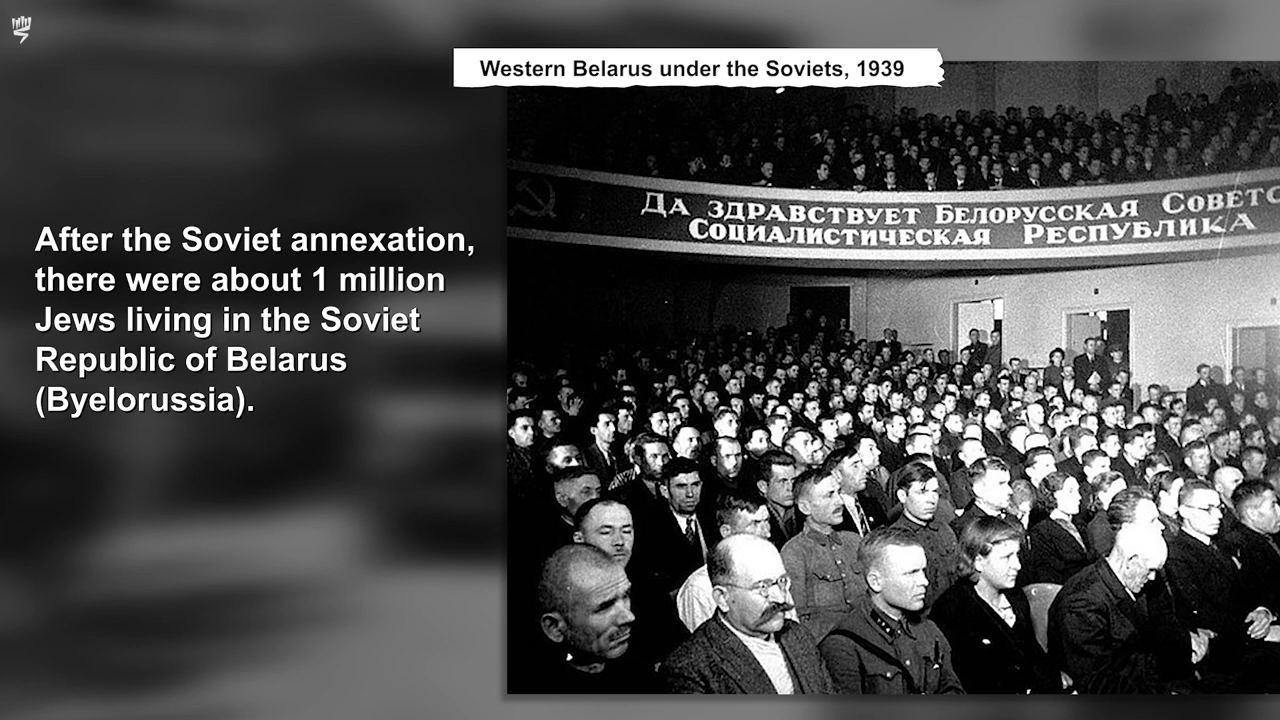 Western Belarus under the Soviets, 1939
Да здравствует Белорусская
Социалистическая Республика
After the Soviet annexation,
there were about 1 million
Jews living in the Soviet
Republic of Belarus
(Byelorussia).